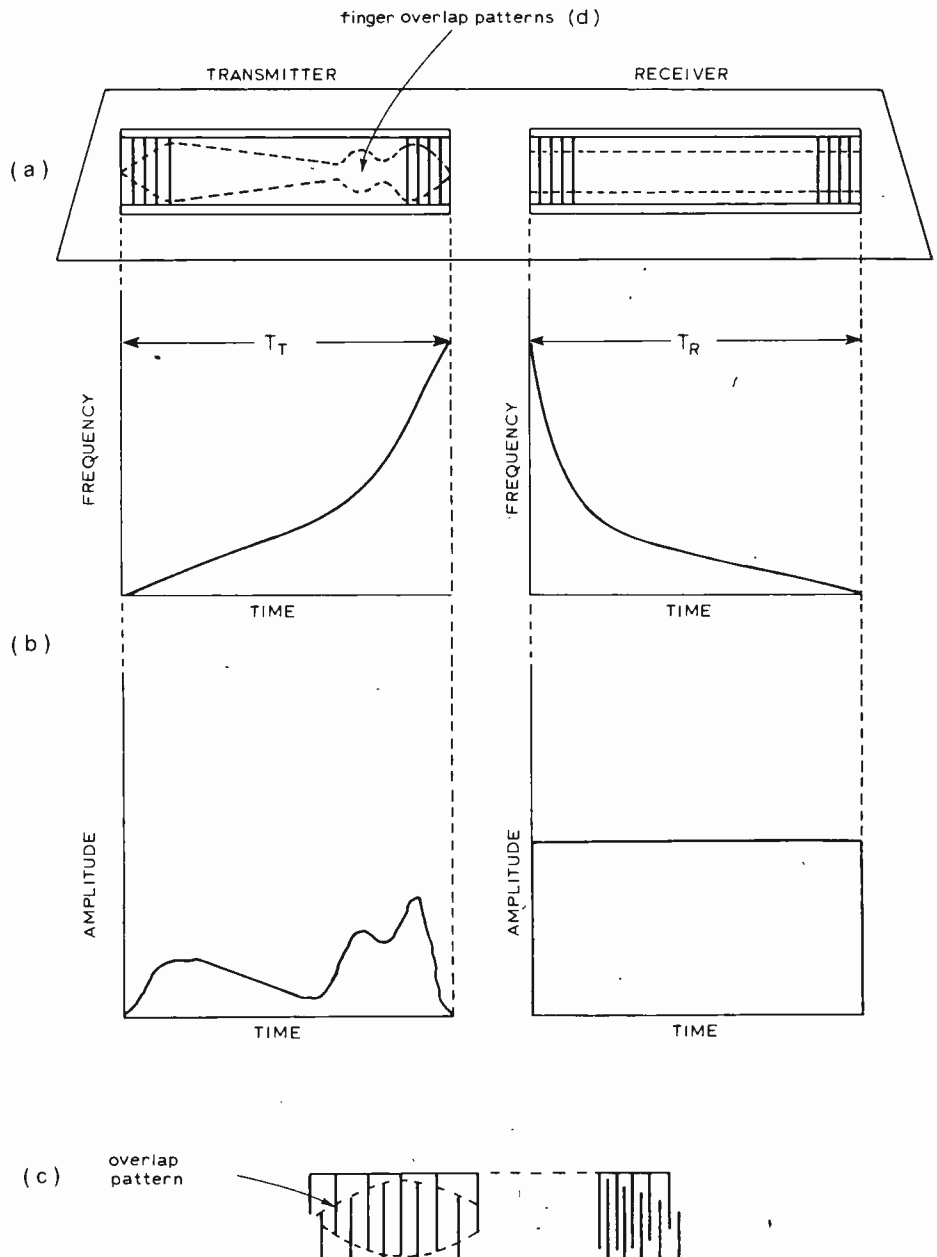 finger overlap patterns (d)
TRANSMITTER
RECEIVER
(a)
T_T
T_R
FREQUENCY
FREQUENCY
TIME
TIME
(b)
AMPLITUDE
AMPLITUDE
TIME
TIME
(c)
overlap
pattern